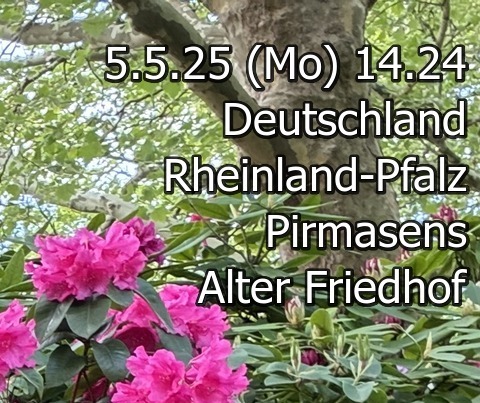 5.5.25 (Mo) 14.24
Deutschland
Rheinland-Pfalz
Pirmasens
Alter Friedhof